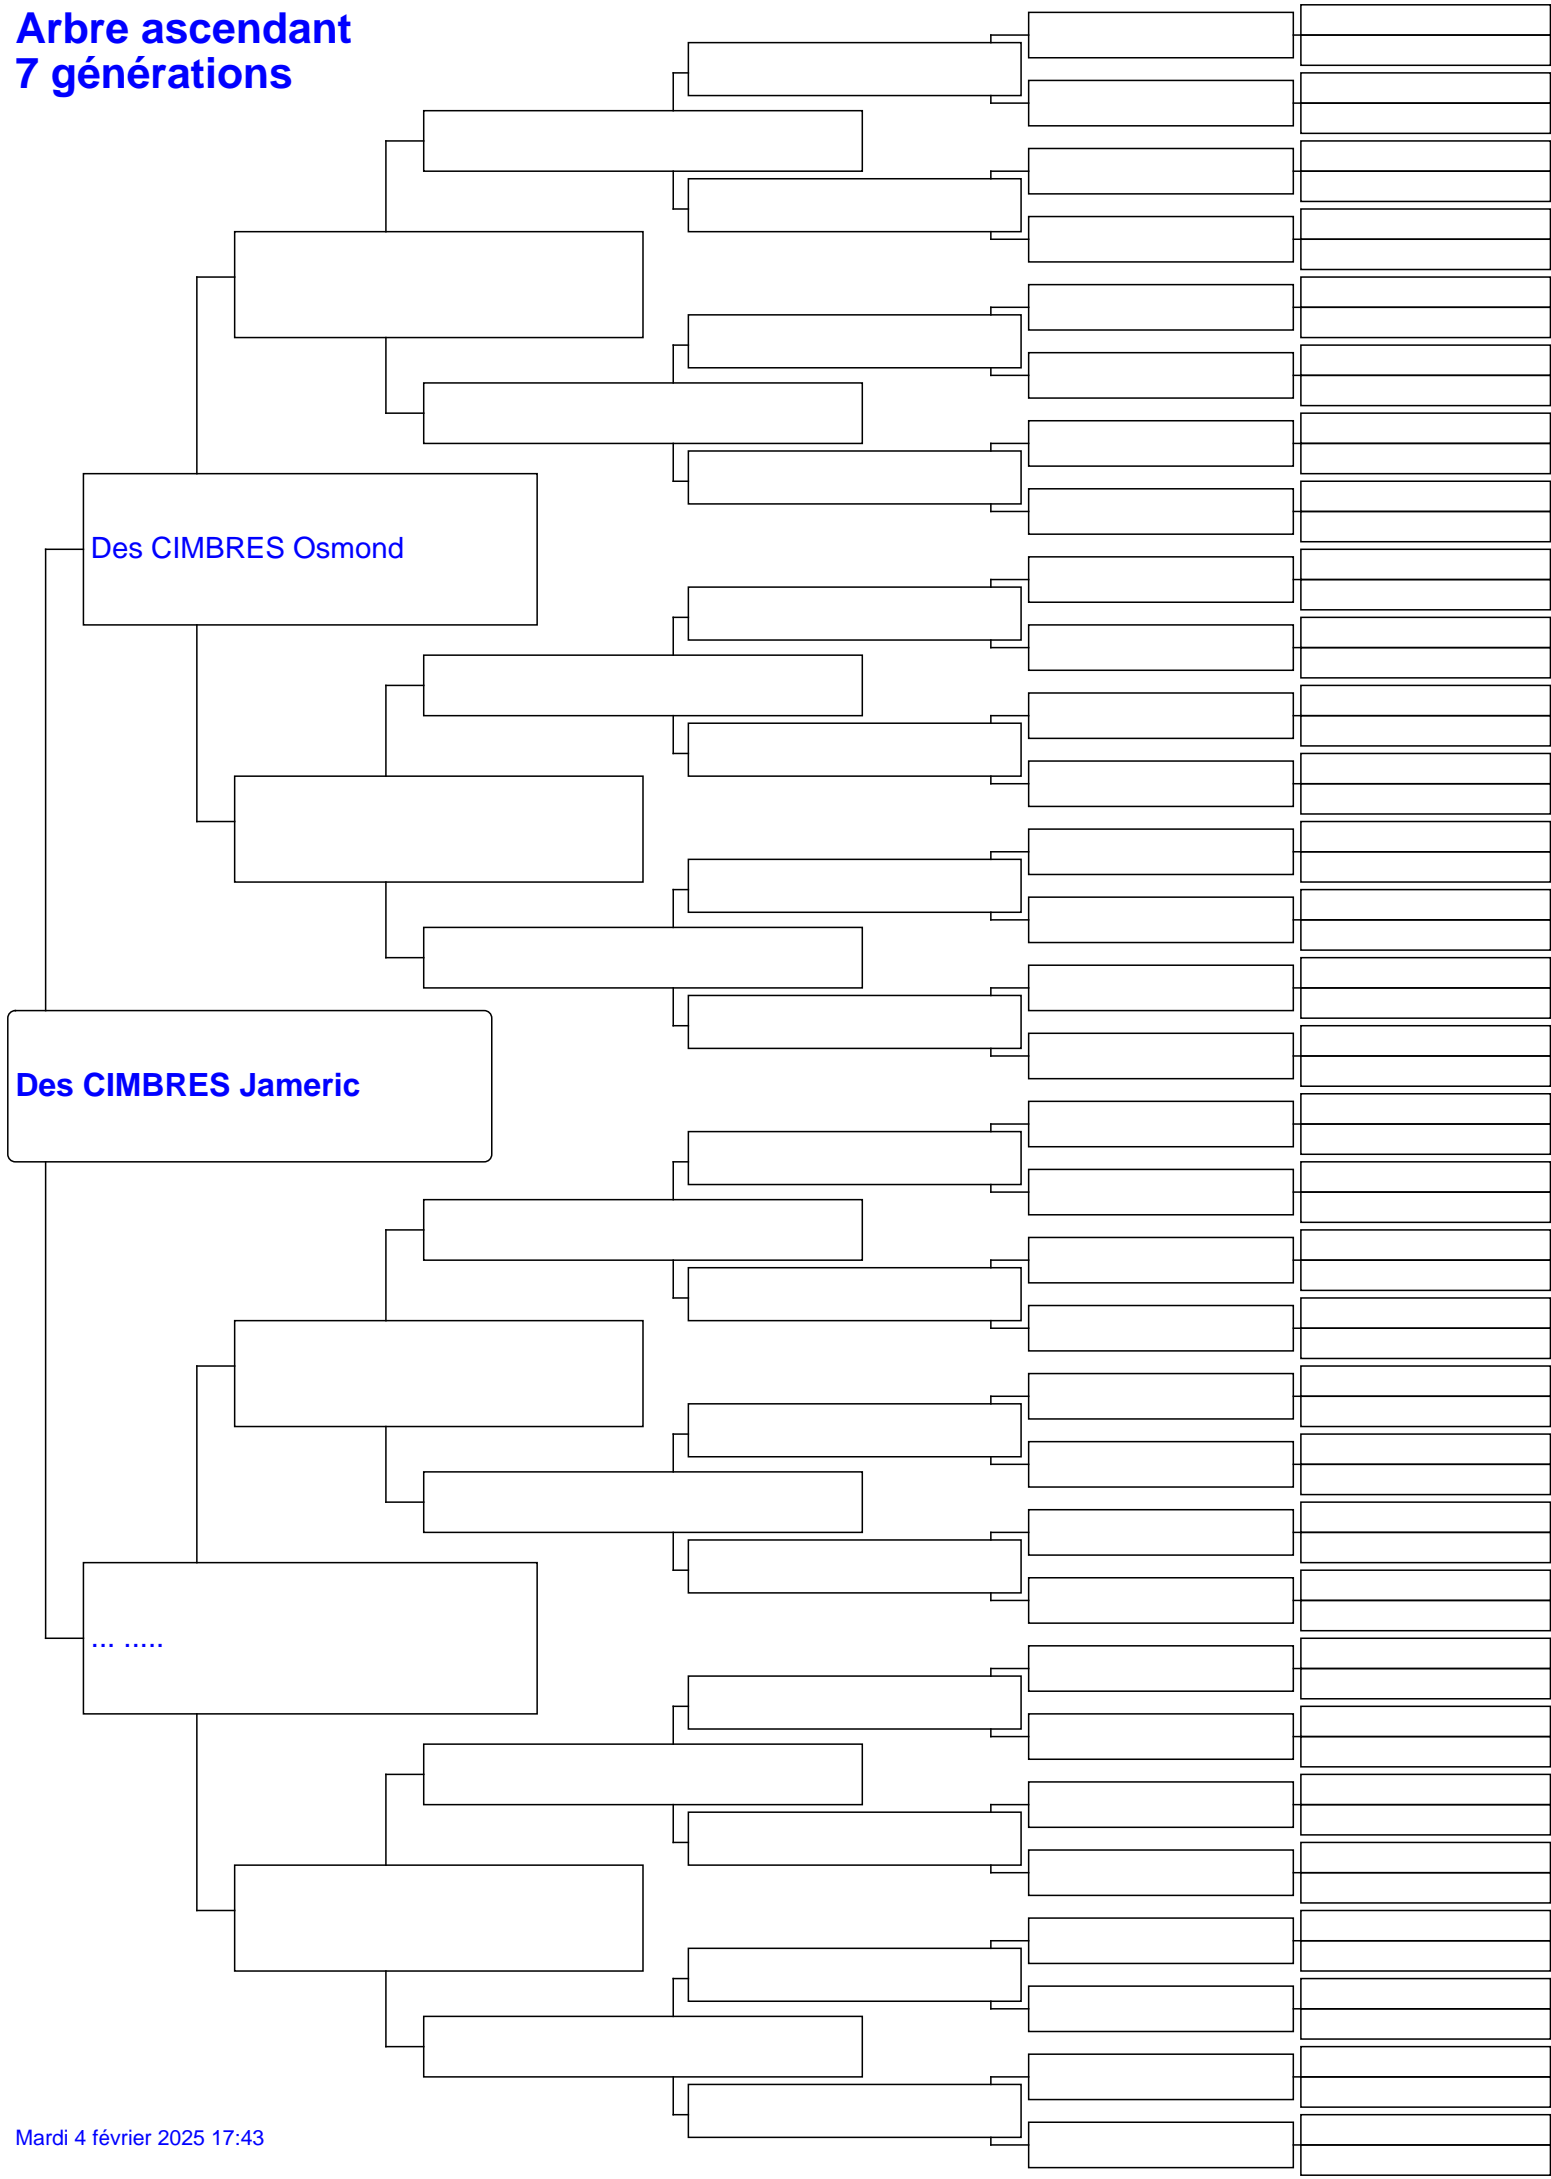 Arbre ascendant
7 générations
Des CIMBRES Osmond
Des CIMBRES Jameric
... .....
Mardi 4 février 2025 17:43